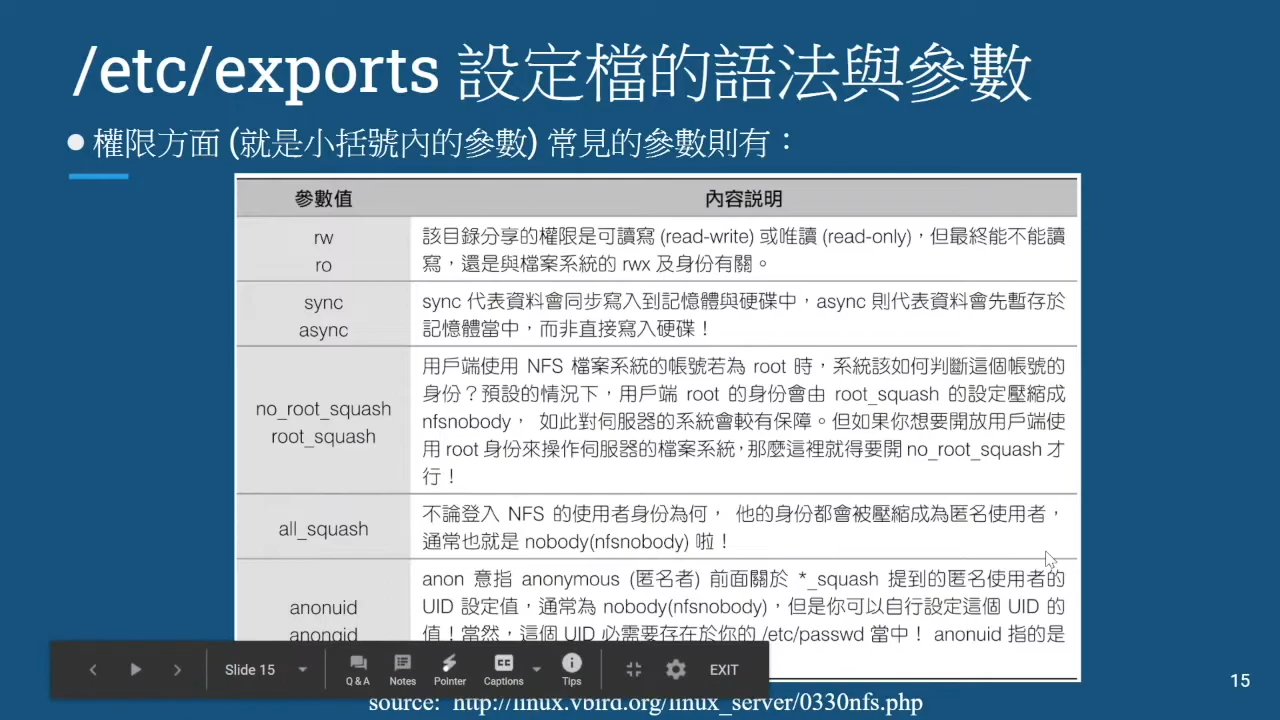 /etc/exports 設定檔的語法與參數
● 權限方面 (就是小括號內的參數) 常見的參數則有：
參數值 內容説明
rw
ro
該目錄分享的權限是可讀寫 (read-write) 或唯讀 (read-only)，但最終能不能讀
寫，還是與檔案系統的 rwx 及身份有關。
sync
async
sync 代表資料會同步寫入到記憶體與硬碟中，async 則代表資料會先暫存於
記憶體當中，而非直接寫入硬碟！
no_root_squash
root_squash
用戶端使用 NFS 檔案系統的帳號若為 root 時，系統該如何判斷這個帳號的
身份？預設的情況下，用戶端 root 的身份會由 root_squash 的設定壓縮成
nfsnobody， 如此對伺服器的系統會較有保障。但如果你想要開放用戶端使
用 root 身份來操作伺服器的檔案系統，那麼這裡就得要開 no_root_squash 才
行！
all_squash
不論登入 NFS 的使用者身份為何， 他的身份都會被壓縮成為匿名使用者，
通常也就是 nobody(nfsnobody) 啦！
anonuid
anongid
anon 意指 anonymous (匿名者) 前面關於 *_squash 提到的匿名使用者的
UID 設定值，通常為 nobody(nfsnobody)，但是你可以自行設定這個 UID 的
值！當然，這個 UID 必需要存在於你的 /etc/passwd 當中！ anonuid 指的是
Slide 15 Q & A Notes Pointer Captions Tips EXIT
15
source: http://linux.vbird.org/linux_server/0330nfs.php